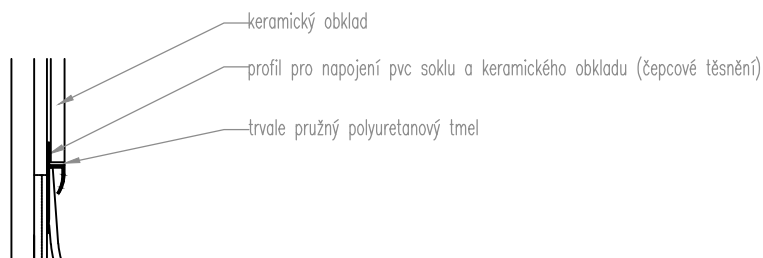 keramický obklad
profil pro napojení pvc soklu a keramického obkladu (čepcové těsnění)
trvale pružný polyuretanový tmel